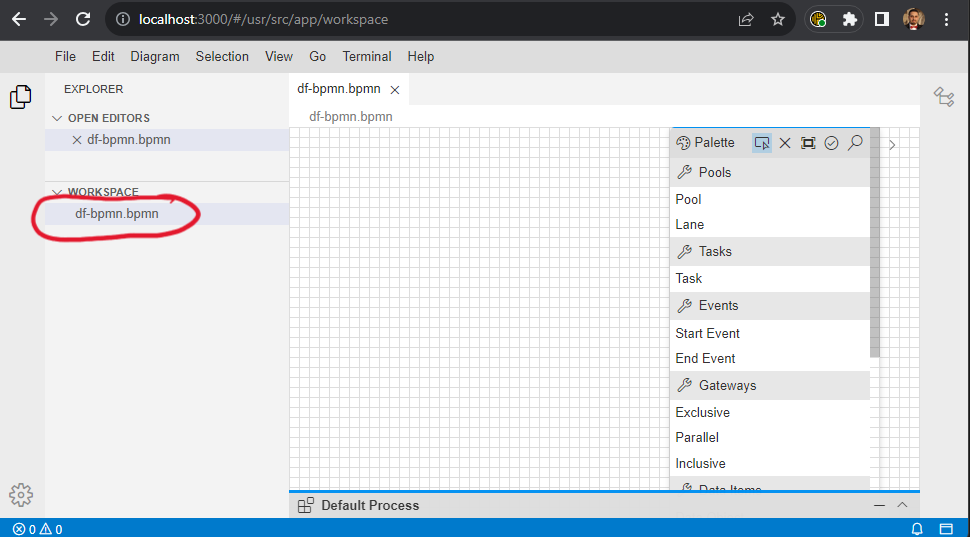 localhost:3000/#/usr/src/app/workspace
File Edit Diagram Selection View Go Terminal Help
EXPLORER
OPEN EDITORS
df-bpmn.bpmn
WORKSPACE
df-bpmn.bpmn
df-bpmn.bpmn
df-bpmn.bpmn
Palette
Pools
Pool
Lane
Tasks
Task
Events
Start Event
End Event
Gateways
Exclusive
Parallel
Inclusive
Data Items
Default Process
0 0